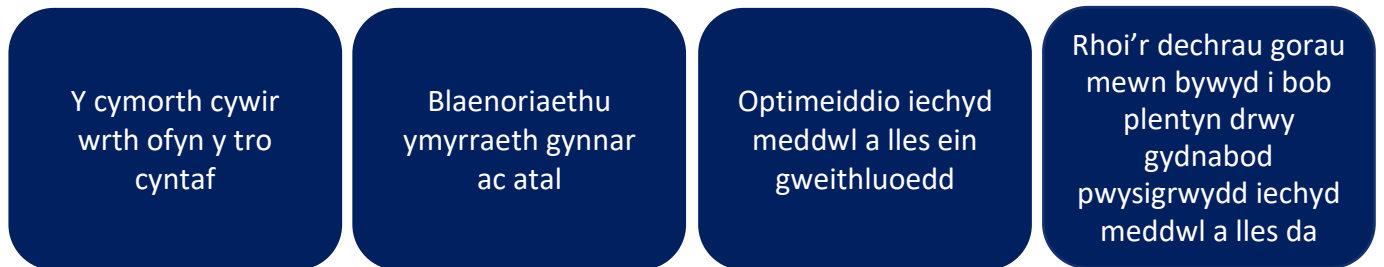 Y cymorth cywir
wrth ofyn y tro
cyntaf
Blaenoriaethu
ymyrraeth gynnar
ac atal
Optimeiddio iechyd
meddwl a lles ein
gweithluoedd
Rhoi’r dechrau gorau
mewn bywyd i bob
plentyn drwy
gydnabod
pwysigrwydd iechyd
meddwl a lles da